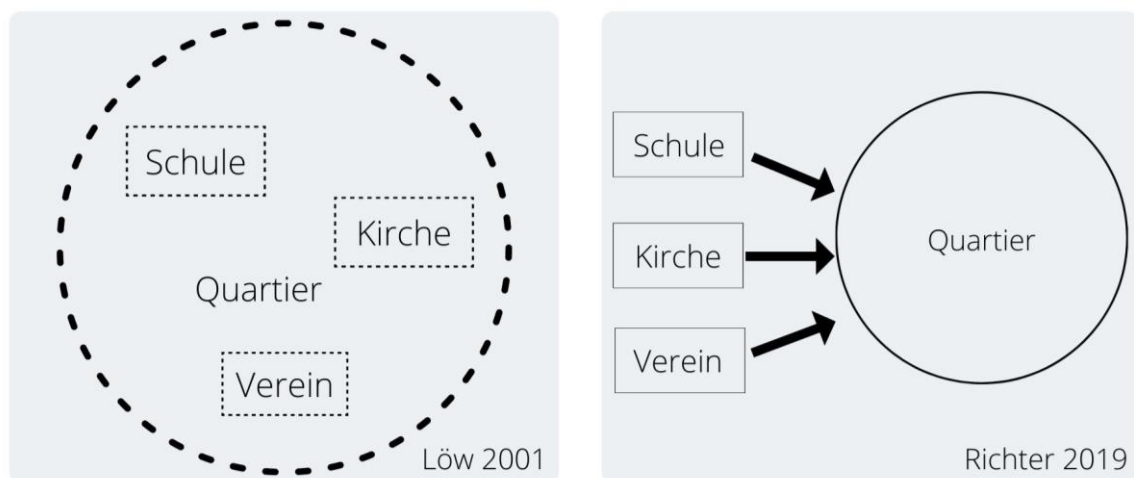 Schule
Kirche
Quartier
Verein
Löw 2001
Schule
Kirche
Quartier
Verein
Richter 2019